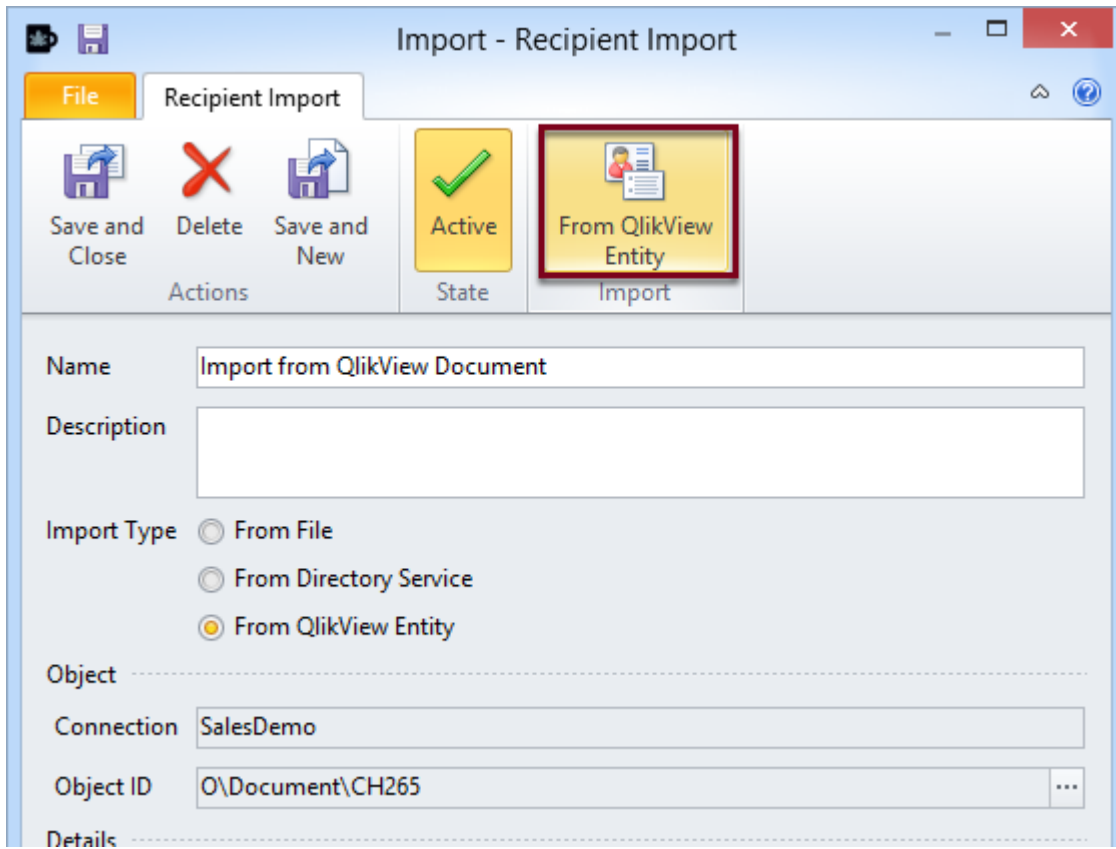 Import - Recipient Import
File
Recipient Import
Save and
Close
Delete
Save and
New
Active
From QlikView
Entity
Actions
State
Import
Name
Import from QlikView Document
Description
Import Type
From File
From Directory Service
From QlikView Entity
Object
Connection
SalesDemo
Object ID
O\Document\CH265
...
Details